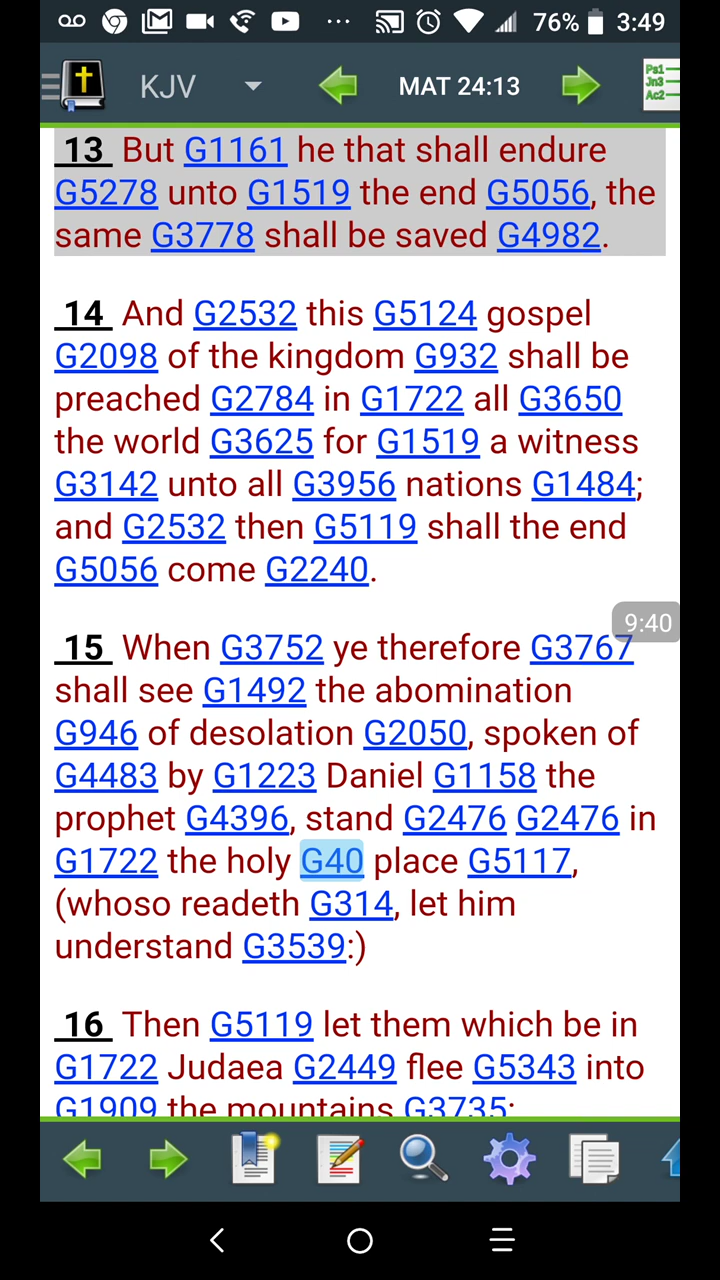 76% 3:49
KJV MAT 24:13 Ps1 Jn3 Ac2
13 But G1161 he that shall endure
G5278 unto G1519 the end G5056, the
same G3778 shall be saved G4982.
14 And G2532 this G5124 gospel
G2098 of the kingdom G932 shall be
preached G2784 in G1722 all G3650
the world G3625 for G1519 a witness
G3142 unto all G3956 nations G1484;
and G2532 then G5119 shall the end
G5056 come G2240.
9:40
15 When G3752 ye therefore G3767
shall see G1492 the abomination
G946 of desolation G2050, spoken of
G4483 by G1223 Daniel G1158 the
prophet G4396, stand G2476 G2476 in
G1722 the holy G40 place G5117,
(whoso readeth G314, let him
understand G3539:)
16 Then G5119 let them which be in
G1722 Judaea G2449 flee G5343 into
G1909 the mountains G3735: